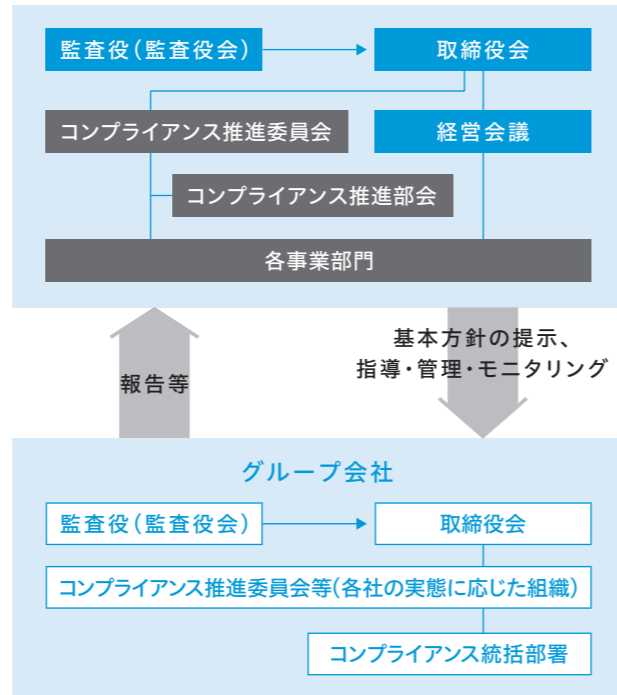 監査役（監査役会）
取締役会
コンプライアンス推進委員会
経営会議
コンプライアンス推進部会
各事業部門
報告等
基本方針の提示、
指導・管理・モニタリング
グループ会社
監査役（監査役会）
取締役会
コンプライアンス推進委員会等（各社の実態に応じた組織）
コンプライアンス統括部署